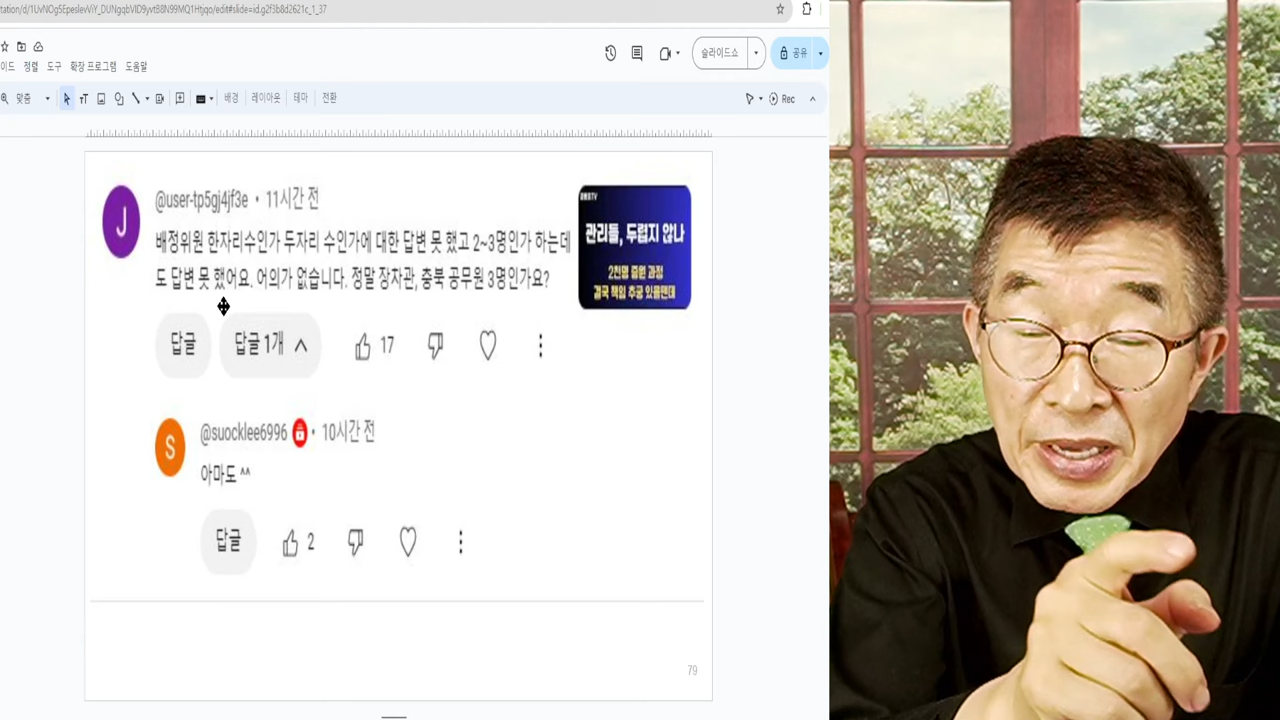 tation/d/1UvNOg5EpeslevViY_DUNgqbVID9yvtB8N99MQ1Htjqo/edit#slide=id.g2f3b8d2621c_1_37
슬라이드쇼
공유
이드 정렬 도구 확장 프로그램 도움말
맞춤
배경
레이아웃
테마
전환
Rec
@user-tp5gj4jf3e • 11시간 전
배정위원 한자리수인가 두자리 수인가에 대한 답변 못 했고 2~3명인가 하는데
도 답변 못 했어요. 어의가 없습니다. 정말 장차관, 충북 공무원 3명인가요?
관리들, 두렵지 않나
2천명 증원 과정
결국 책임 추궁 있을텐데
답글
답글 1개
17
@suocklee6996 • 10시간 전
아마도 ^^
답글
2
79
J
S